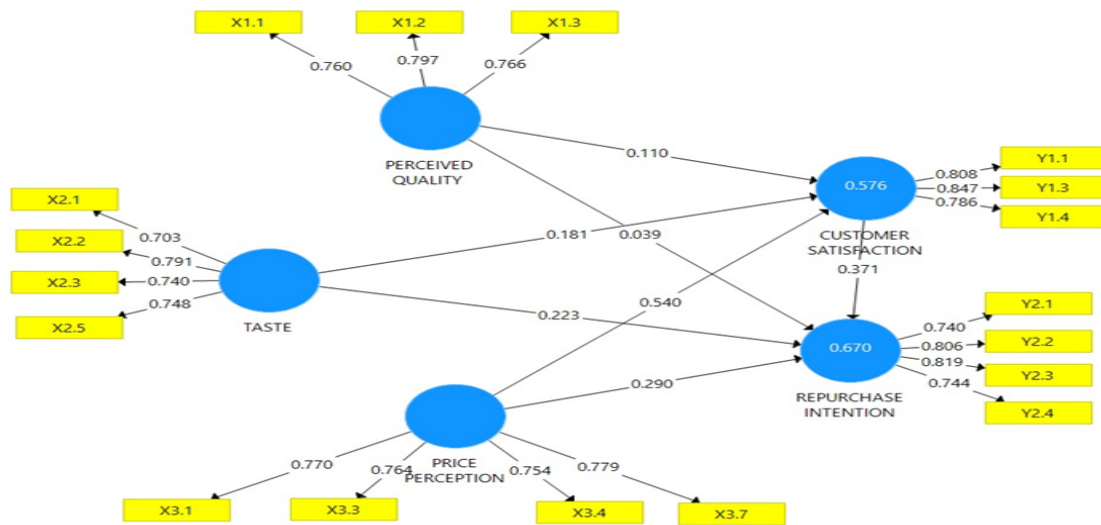 X1.1
X1.2
X1.3
0.760
0.797
0.766
PERCEIVED
QUALITY
0.110
0.039
X2.1
X2.2
X2.3
X2.5
0.703
0.791
0.740
0.748
TASTE
0.181
0.223
0.576
CUSTOMER
SATISFACTION
0.808
0.847
0.786
Y1.1
Y1.3
Y1.4
0.371
0.540
0.290
0.670
REPURCHASE
INTENTION
0.740
0.806
0.819
0.744
Y2.1
Y2.2
Y2.3
Y2.4
PRICE
PERCEPTION
0.770
0.764
0.754
0.779
X3.1
X3.3
X3.4
X3.7